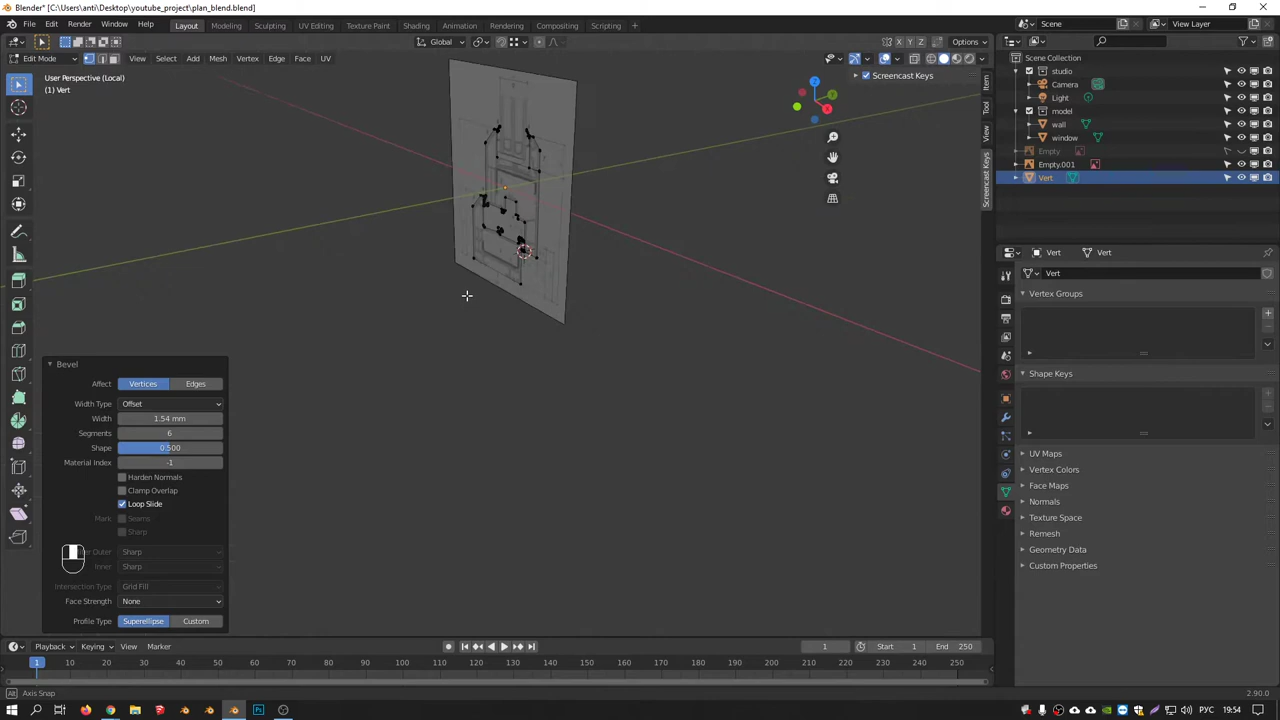 Blender* [C:\Users\anti\Desktop\youtube_project\plan_blend.blend]
File Edit Render Window Help Layout Modeling Sculpting UV Editing Texture Paint Shading Animation Rendering Compositing Scripting Scene View Layer
Global Options
Edit Mode View Select Add Mesh Vertex Edge Face UV
User Perspective (Local)
(1) Vert
Screencast Keys
X Y Z
Z
Y
X
Item
Tool
View
Screencast Keys
Scene Collection
studio
Camera
Light
model
wall
window
Empty
Empty.001
Vert
Vert Vert
Vert
Vertex Groups
Shape Keys
UV Maps
Vertex Colors
Face Maps
Normals
Texture Space
Remesh
Geometry Data
Custom Properties
Bevel
Affect Vertices Edges
Width Type Offset
Width 1.54 mm
Segments 6
Shape 0.500
Material Index -1
Harden Normals
Clamp Overlap
Loop Slide
Mark Seams
Sharp
Outer Sharp
Inner Sharp
Intersection Type Grid Fill
Face Strength None
Profile Type Superellipse Custom
Playback Keying View Marker 1 Start 1 End 250
1 10 20 30 40 50 60 70 80 90 100 110 120 130 140 150 160 170 180 190 200 210 220 230 240 250
Alt Axis Snap 2.90.0
РУС 19:54